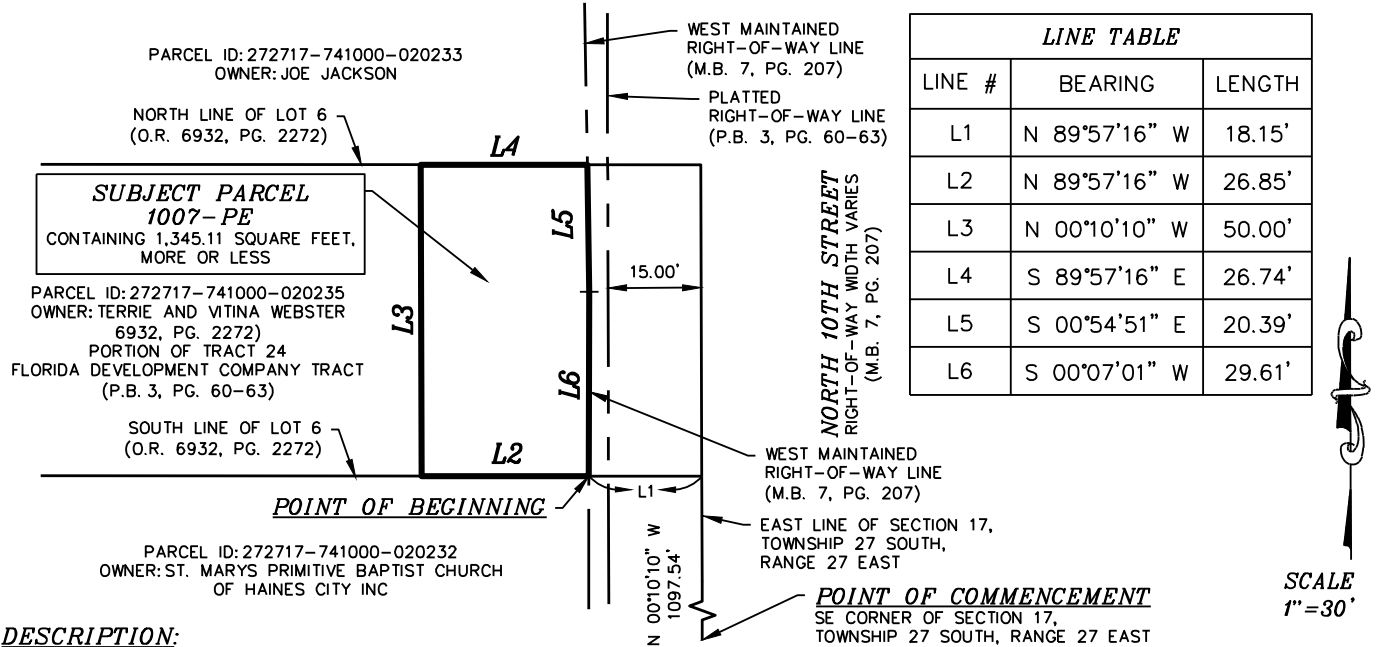 PARCEL ID: 272717-741000-020233
OWNER: JOE JACKSON
NORTH LINE OF LOT 6
(O.R. 6932, PG. 2272)
WEST MAINTAINED
RIGHT-OF-WAY LINE
(M.B. 7, PG. 207)
PLATTED
RIGHT-OF-WAY LINE
(P.B. 3, PG. 60-63)
L4
SUBJECT PARCEL
1007-PE
CONTAINING 1,345.11 SQUARE FEET,
MORE OR LESS
L5
15.00'
PARCEL ID: 272717-741000-020235
OWNER: TERRIE AND VITINA WEBSTER
6932, PG. 2272)
PORTION OF TRACT 24
FLORIDA DEVELOPMENT COMPANY TRACT
(P.B. 3, PG. 60-63)
L3
L6
NORTH 10TH STREET
RIGHT-OF-WAY WIDTH VARIES
(M.B. 7, PG. 207)
SOUTH LINE OF LOT 6
(O.R. 6932, PG. 2272)
L2
WEST MAINTAINED
RIGHT-OF-WAY LINE
(M.B. 7, PG. 207)
L1
POINT OF BEGINNING
EAST LINE OF SECTION 17,
TOWNSHIP 27 SOUTH,
RANGE 27 EAST
PARCEL ID: 272717-741000-020232
OWNER: ST. MARYS PRIMITIVE BAPTIST CHURCH
OF HAINES CITY INC
N 00°10'10" W
1097.54'
POINT OF COMMENCEMENT
SE CORNER OF SECTION 17,
TOWNSHIP 27 SOUTH, RANGE 27 EAST
LINE TABLE
LINE # BEARING LENGTH
L1 N 89°57'16" W 18.15'
L2 N 89°57'16" W 26.85'
L3 N 00°10'10" W 50.00'
L4 S 89°57'16" E 26.74'
L5 S 00°54'51" E 20.39'
L6 S 00°07'01" W 29.61'
SCALE
1"=30'
DESCRIPTION: